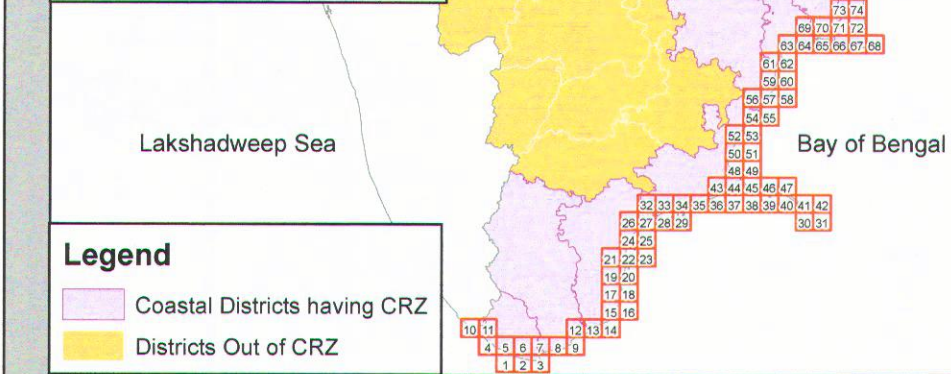 73 74
69 70 71 72
63 64 65 66 67 68
61 62
59 60
56 57 58
54 55
Lakshadweep Sea
52 53
Bay of Bengal
50 51
48 49
43 44 45 46 47
32 33 34 35 36 37 38 39 40 41 42
26 27 28 29 30 31
24 25
Legend
21 22 23
19 20
Coastal Districts having CRZ
17 18
15 16
10 11 12 13 14
Districts Out of CRZ
4 5 6 7 8 9
1 2 3